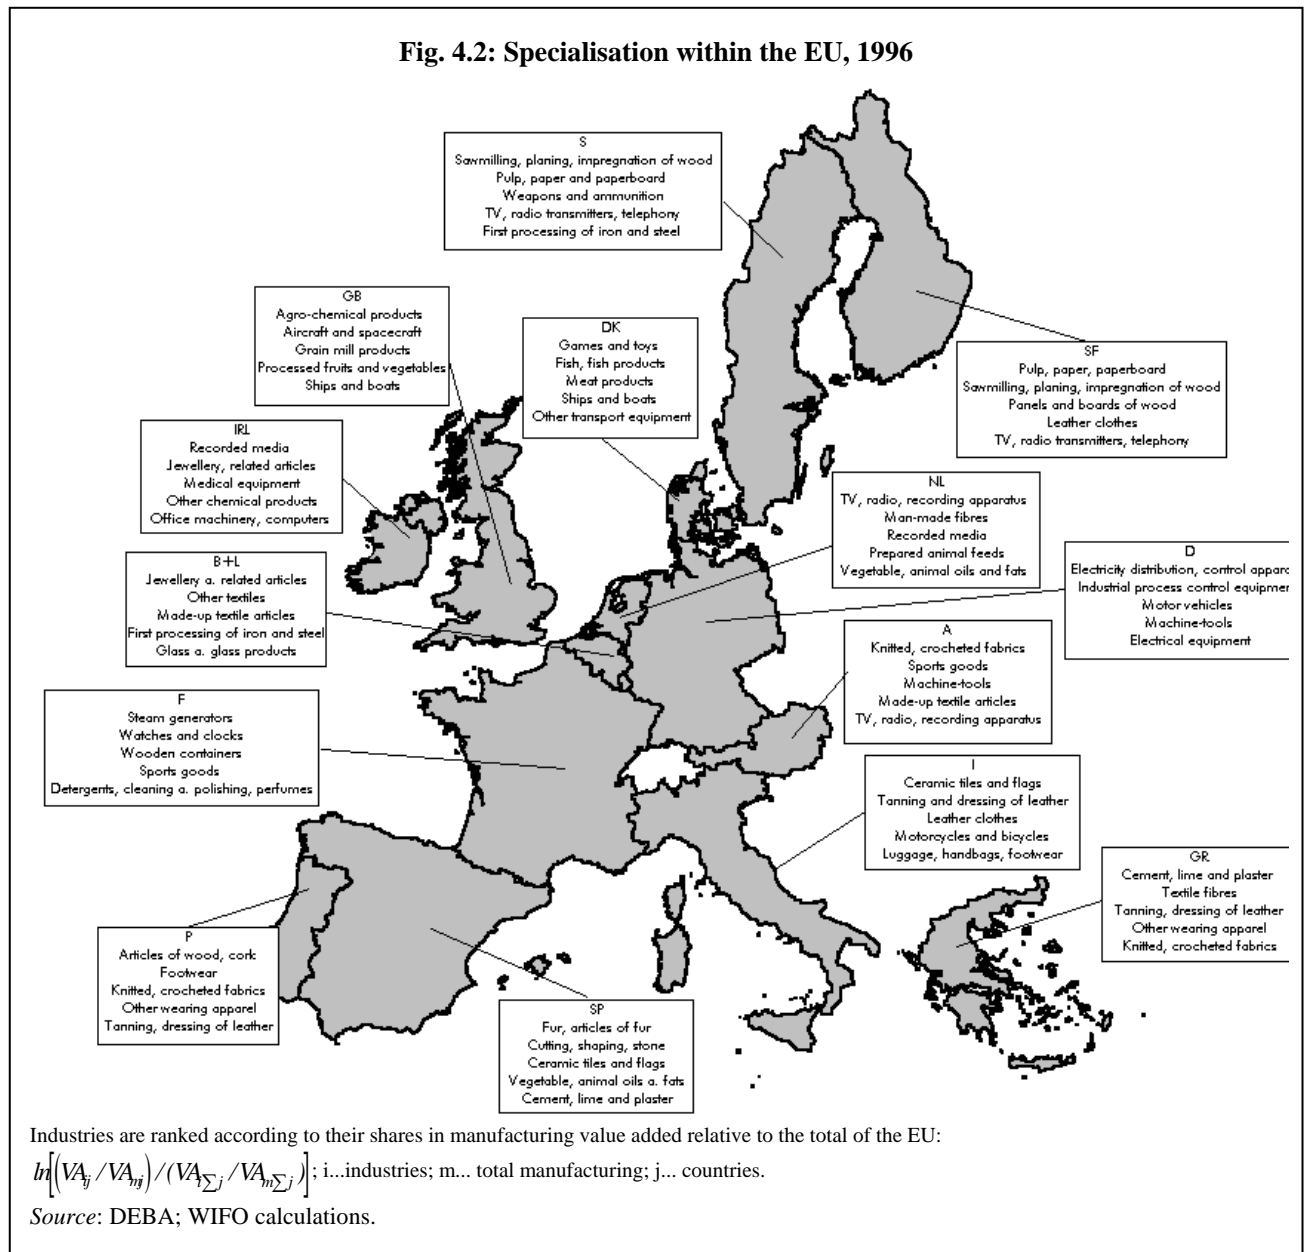 Fig. 4.2: Specialisation within the EU, 1996
S
Sawmilling, planing, impregnation of wood
Pulp, paper and paperboard
Weapons and ammunition
TV, radio transmitters, telephony
First processing of iron and steel
GB
Agro-chemical products
Aircraft and spacecraft
Grain mill products
Processed fruits and vegetables
Ships and boats
DK
Games and toys
Fish, fish products
Meat products
Ships and boats
Other transport equipment
SF
Pulp, paper, paperboard
Sawmilling, planing, impregnation of wood
Panels and boards of wood
Leather clothes
TV, radio transmitters, telephony
IRL
Recorded media
Jewellery, related articles
Medical equipment
Other chemical products
Office machinery, computers
NL
TV, radio, recording apparatus
Man-made fibres
Recorded media
Prepared animal feeds
Vegetable, animal oils and fats
B+L
Jewellery a. related articles
Other textiles
Made-up textile articles
First processing of iron and steel
Glass a. glass products
D
Electricity distribution, control appara
Industrial process control equipmen
Motor vehicles
Machine-tools
Electrical equipment
A
Knitted, crocheted fabrics
Sports goods
Machine-tools
Made-up textile articles
TV, radio, recording apparatus
F
Steam generators
Watches and clocks
Wooden containers
Sports goods
Detergents, cleaning a. polishing, perfumes
I
Ceramic tiles and flags
Tanning and dressing of leather
Leather clothes
Motorcycles and bicycles
Luggage, handbags, footwear
GR
Cement, lime and plaster
Textile fibres
Tanning, dressing of leather
Other wearing apparel
Knitted, crocheted fabrics
P
Articles of wood, cork
Footwear
Knitted, crocheted fabrics
Other wearing apparel
Tanning, dressing of leather
SP
Fur, articles of fur
Cutting, shaping, stone
Ceramic tiles and flags
Vegetable, animal oils a. fats
Cement, lime and plaster
Industries are ranked according to their shares in manufacturing value added relative to the total of the EU:
ln[(VA_ij/VA_mj)/(VA_i∑j/VA_m∑j)]; i...industries; m... total manufacturing; j... countries.
Source: DEBA; WIFO calculations.